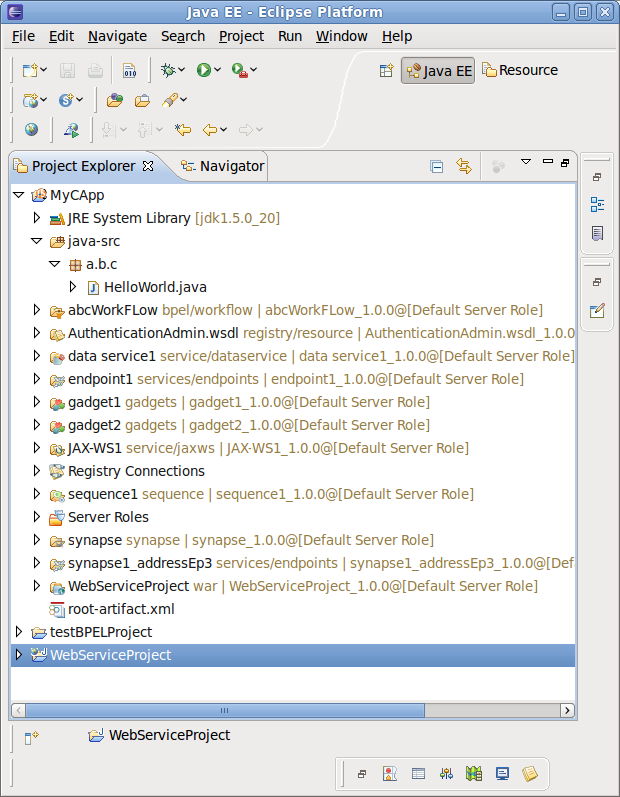 Java EE - Eclipse Platform
File Edit Navigate Search Project Run Window Help
010
Java EE Resource
S
Project Explorer Navigator
MyCApp
JRE System Library [jdk1.5.0_20]
java-src
a.b.c
J HelloWorld.java
abcWorkFLow bpel/workflow | abcWorkFLow_1.0.0@[Default Server Role]
AuthenticationAdmin.wsdl registry/resource | AuthenticationAdmin.wsdl_1.0.0
data service1 service/dataservice | data service1_1.0.0@[Default Server Role]
endpoint1 services/endpoints | endpoint1_1.0.0@[Default Server Role]
gadget1 gadgets | gadget1_1.0.0@[Default Server Role]
gadget2 gadgets | gadget2_1.0.0@[Default Server Role]
JAX-WS1 service/jaxws | JAX-WS1_1.0.0@[Default Server Role]
Registry Connections
sequence1 sequence | sequence1_1.0.0@[Default Server Role]
Server Roles
synapse synapse | synapse_1.0.0@[Default Server Role]
synapse1_addressEp3 services/endpoints | synapse1_addressEp3_1.0.0@[Defa
WebServiceProject war | WebServiceProject_1.0.0@[Default Server Role]
root-artifact.xml
testBPELProject
WebServiceProject
WebServiceProject